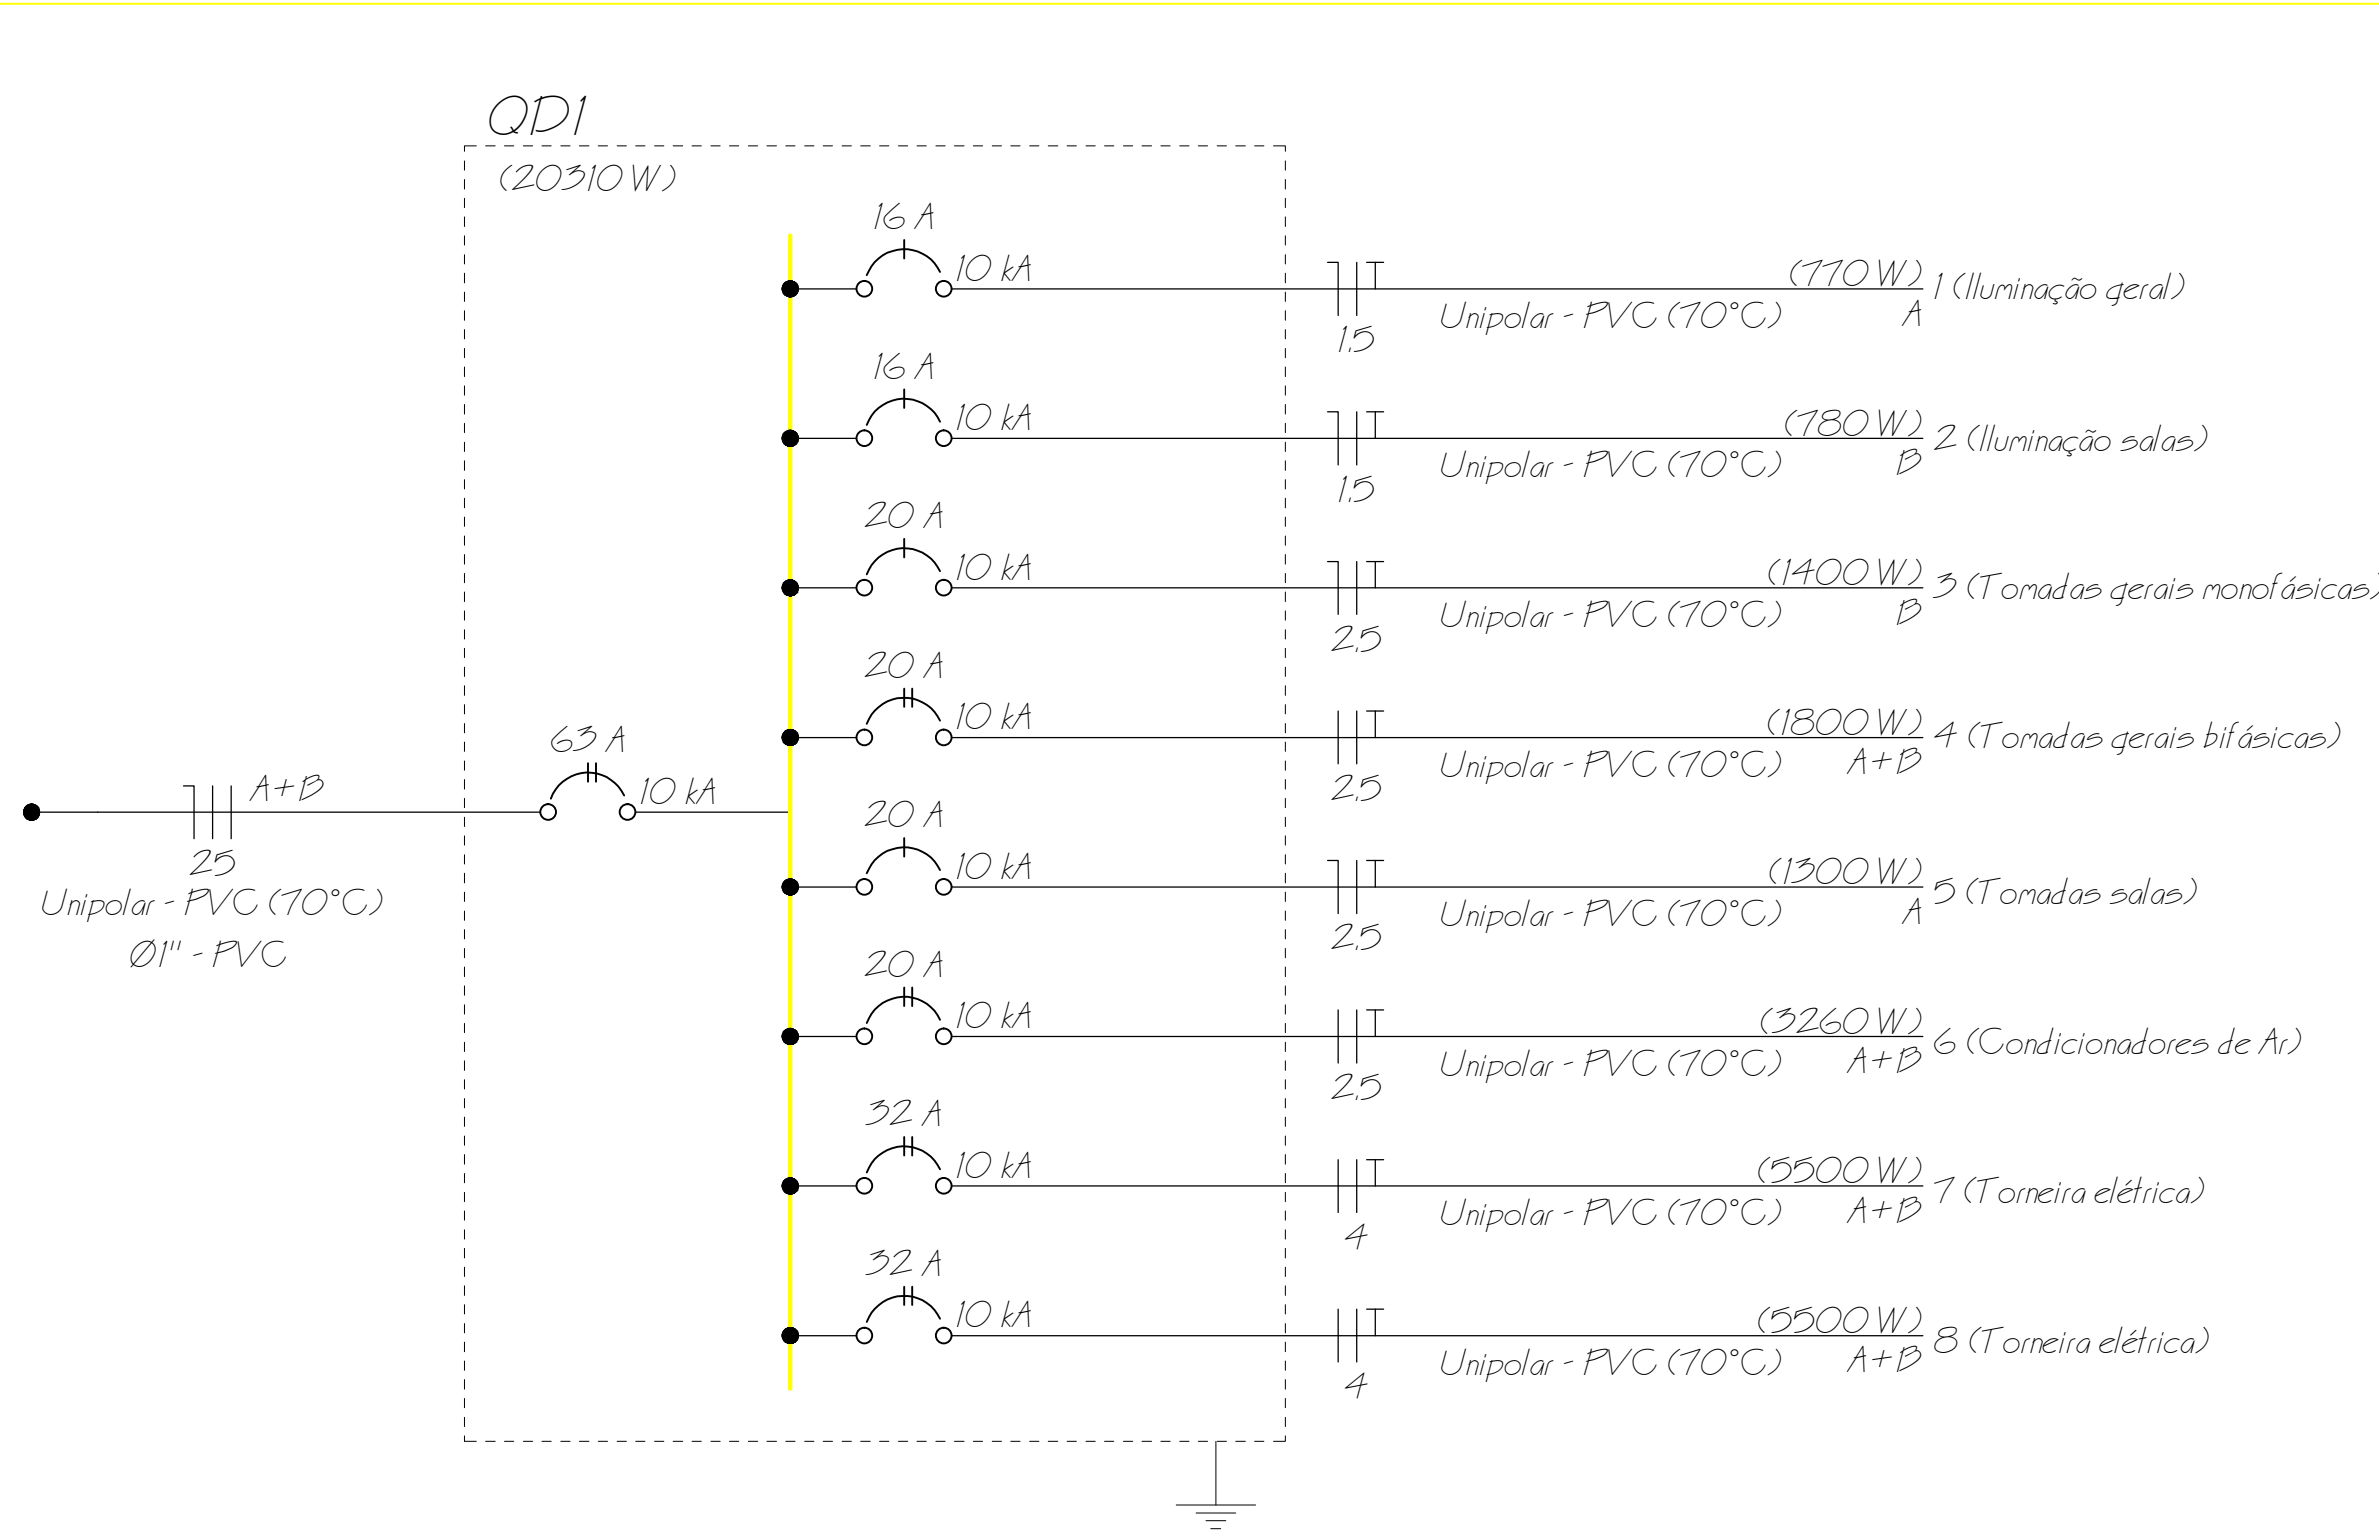 QD1
(20310 W)
16 A
10 kA
(770 W)
1 (Iluminação geral)
Unipolar - PVC (70°C)
A
1,5
16 A
10 kA
(780 W)
2 (Iluminação salas)
Unipolar - PVC (70°C)
B
1,5
20 A
10 kA
(1400 W)
3 (Tomadas gerais monofásicas)
Unipolar - PVC (70°C)
B
2,5
20 A
10 kA
(1800 W)
4 (Tomadas gerais bifásicas)
Unipolar - PVC (70°C)
A+B
2,5
63 A
A+B
10 kA
25
Unipolar - PVC (70°C)
Ø1" - PVC
20 A
10 kA
(1300 W)
5 (Tomadas salas)
Unipolar - PVC (70°C)
A
2,5
20 A
10 kA
(3260 W)
6 (Condicionadores de Ar)
Unipolar - PVC (70°C)
A+B
2,5
32 A
10 kA
(5500 W)
7 (Torneira elétrica)
Unipolar - PVC (70°C)
A+B
4
32 A
10 kA
(5500 W)
8 (Torneira elétrica)
Unipolar - PVC (70°C)
A+B
4